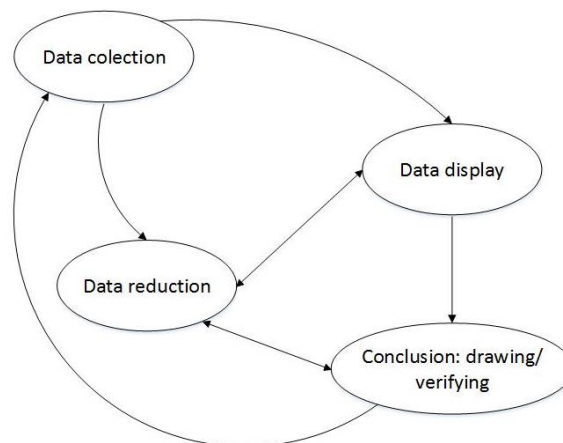 Data colection
Data display
Data reduction
Conclusion: drawing/
verifying